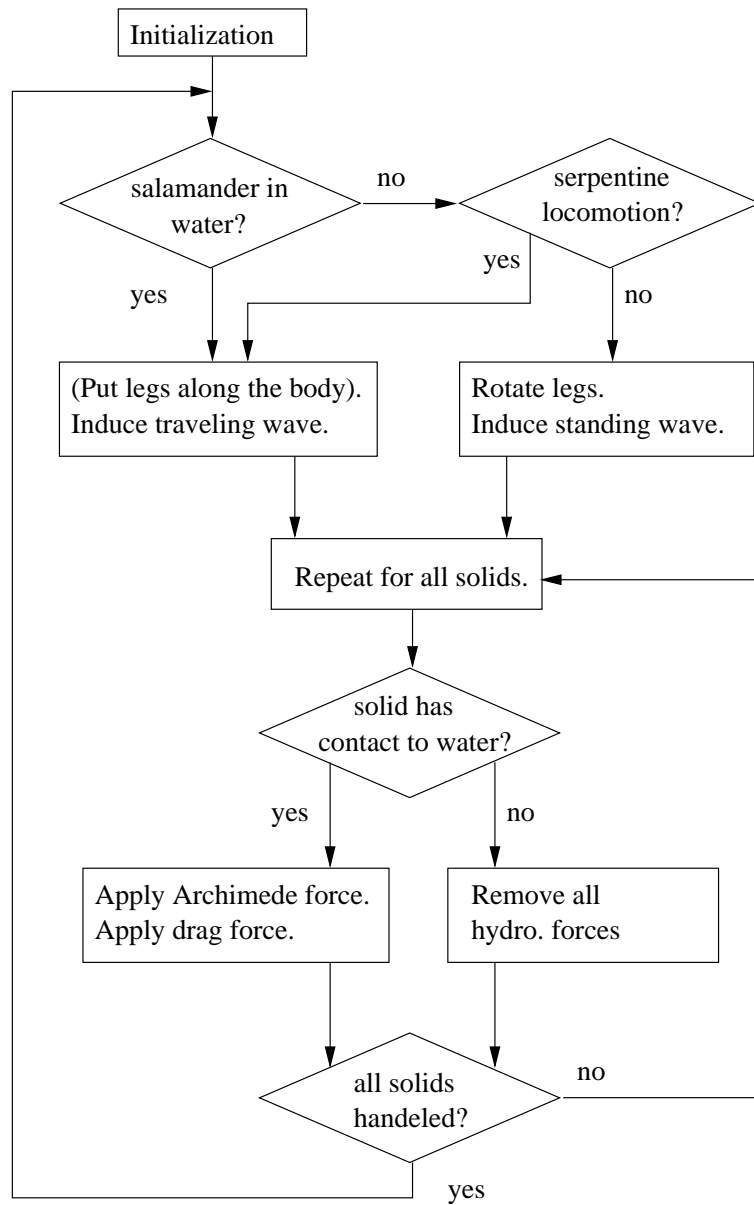 Initialization
salamander in
water?
no
serpentine
locomotion?
yes
yes
no
(Put legs along the body).
Induce traveling wave.
Rotate legs.
Induce standing wave.
Repeat for all solids.
solid has
contact to water?
yes
no
Apply Archimede force.
Apply drag force.
Remove all
hydro. forces
all solids
handeled?
no
yes